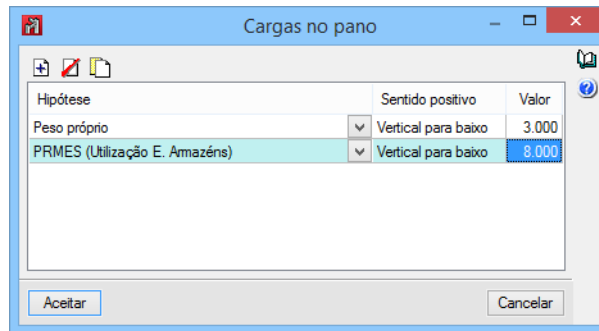 Cargas no pano
Hipótese Sentido positivo Valor
Peso próprio Vertical para baixo 3.000
PRMES (Utilização E. Armazéns) Vertical para baixo 8.000
Aceitar Cancelar